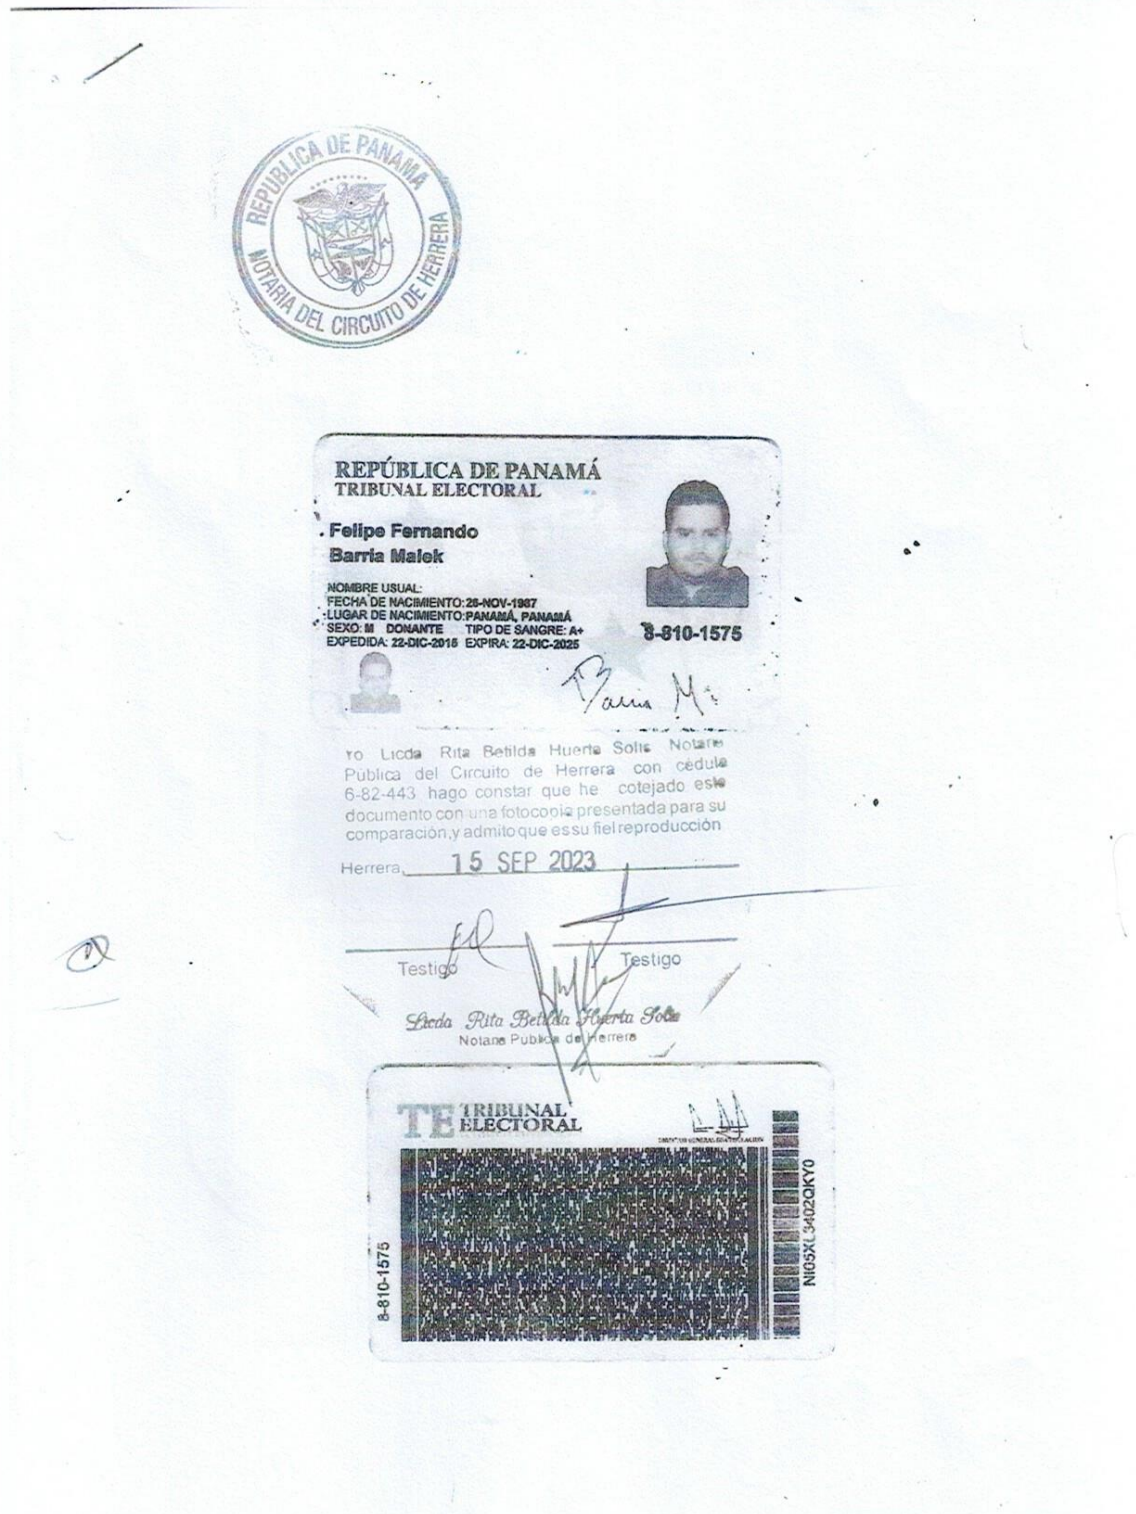 REPUBLICA DE PANAMA
NOTARIA DEL CIRCUITO DE HERRERA
REPÚBLICA DE PANAMÁ
TRIBUNAL ELECTORAL
Felipe Fernando
Barria Malek
NOMBRE USUAL:
FECHA DE NACIMIENTO: 26-NOV-1987
LUGAR DE NACIMIENTO: PANAMÁ, PANAMÁ
SEXO: M DONANTE TIPO DE SANGRE: A+
EXPEDIDA: 22-DIC-2015 EXPIRA: 22-DIC-2025
8-810-1575
Barria M
Yo Licda Rita Betilda Huerta Solis Notaria
Pública del Circuito de Herrera con cédula
6-82-443 hago constar que he cotejado este
documento con una fotocopia presentada para su
comparación, y admito que es su fiel reproducción
Herrera, 15 SEP 2023
Testigo Testigo
Licda Rita Betilda Huerta Solis
Notaria Pública de Herrera
TE TRIBUNAL
ELECTORAL
8-810-1575
NI05XL3402QKY0